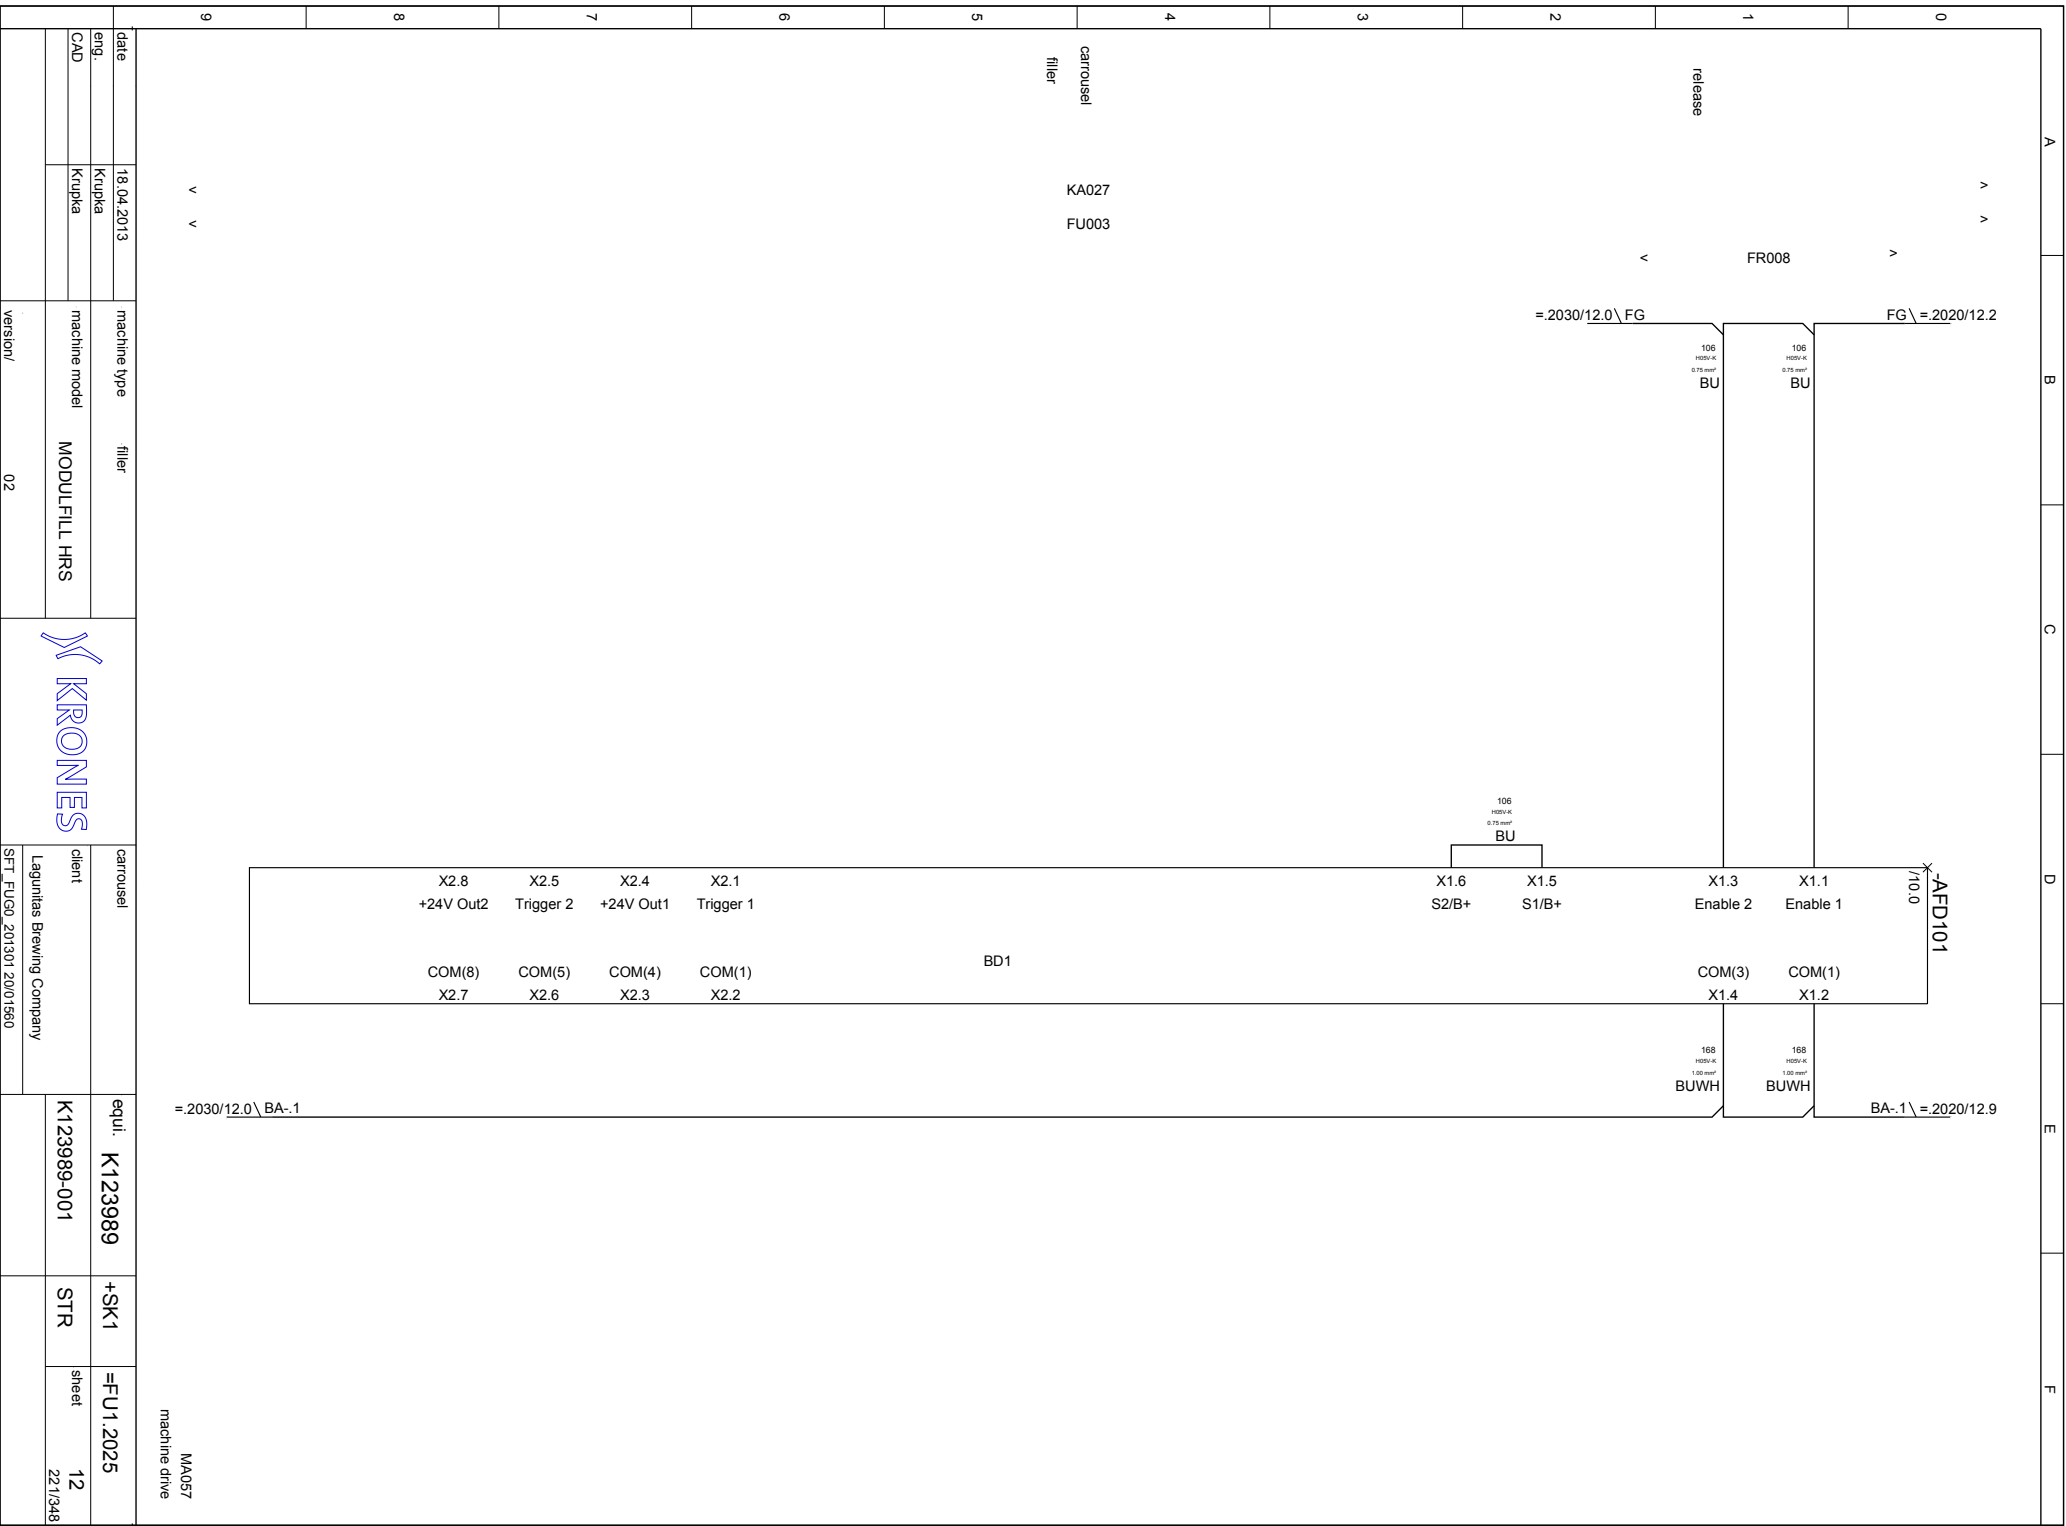 9
8
7
6
5
4
3
2
1
0
A
B
C
D
E
F
carrousel
filler
release
<
KA027
>
<
FU003
>
<
FR008
>
=.2030/12.0\ FG
FG\ =.2020/12.2
106
H05V-K
0.75 mm²
BU
106
H05V-K
0.75 mm²
BU
106
H05V-K
0.75 mm²
BU
-AFD101
/10.0
X2.8
X2.5
X2.4
X2.1
X1.6
X1.5
X1.3
X1.1
+24V Out2
Trigger 2
+24V Out1
Trigger 1
S2/B+
S1/B+
Enable 2
Enable 1
BD1
COM(8)
COM(5)
COM(4)
COM(1)
COM(3)
COM(1)
X2.7
X2.6
X2.3
X2.2
X1.4
X1.2
168
H05V-K
1.00 mm²
BUWH
168
H05V-K
1.00 mm²
BUWH
=.2030/12.0\ BA-.1
BA-.1\ =.2020/12.9
MA057
machine drive
date
18.04.2013
eng.
Krupka
CAD
Krupka
machine type
filler
machine model
MODULFILL HRS
version/
02
KRONES
carrousel
client
Lagunitas Brewing Company
SFT_FUG0_201301 20/01560
equi.
K123989
K123989-001
+SK1
STR
=FU1.2025
sheet
12
221/348